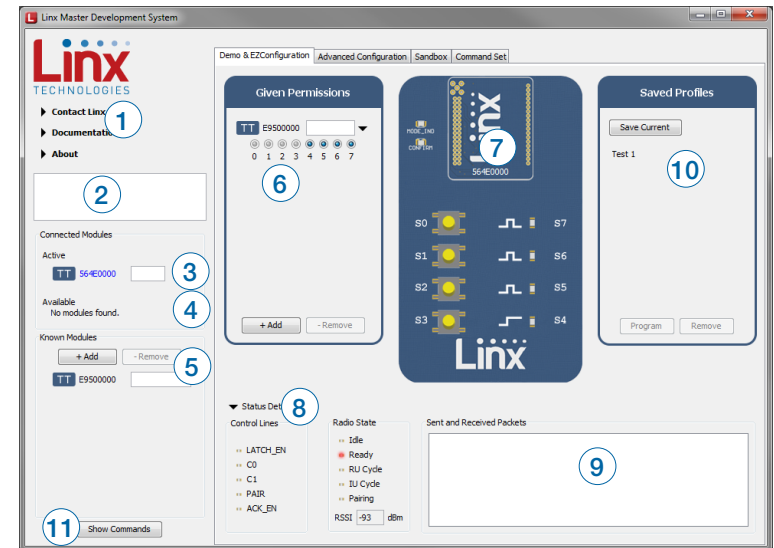 Linx Master Development System
Linx
TECHNOLOGIES
Contact Linx
1
Documentati
About
2
Connected Modules
Active
TT 564E0000
3
Available
No modules found.
4
Known Modules
+ Add - Remove
5
TT E9500000
11
Show Commands
Demo & EZConfiguration Advanced Configuration Sandbox Command Set
Given Permissions
TT E9500000
0 1 2 3 4 5 6 7
6
+ Add - Remove
MODE_IND
CONFIRM
Linx
7
564E0000
S0 S7
S1 S6
S2 S5
S3 S4
Linx
Saved Profiles
Save Current
Test 1
10
Program Remove
Status Det
8
Control Lines
LATCH_EN
C0
C1
PAIR
ACK_EN
Radio State
Idle
Ready
RU Cycle
IU Cycle
Pairing
RSSI -93 dBm
Sent and Received Packets
9